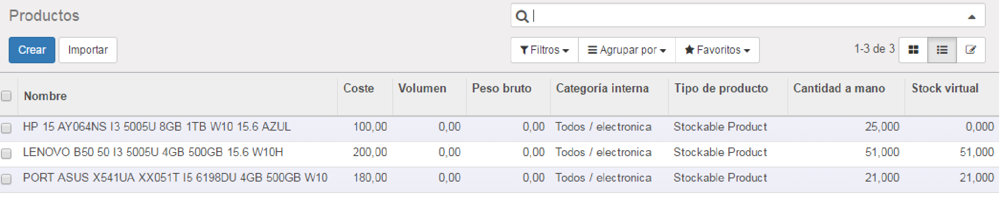 Productos
Crear Importar Filtros Agrupar por Favoritos 1-3 de 3
Nombre Coste Volumen Peso bruto Categoría interna Tipo de producto Cantidad a mano Stock virtual
HP 15 AY064NS I3 5005U 8GB 1TB W10 15.6 AZUL 100,00 0,00 0,00 Todos / electronica Stockable Product 25,000 0,000
LENOVO B50 50 I3 5005U 4GB 500GB 15.6 W10H 200,00 0,00 0,00 Todos / electronica Stockable Product 51,000 51,000
PORT ASUS X541UA XX051T I5 6198DU 4GB 500GB W10 180,00 0,00 0,00 Todos / electronica Stockable Product 21,000 21,000